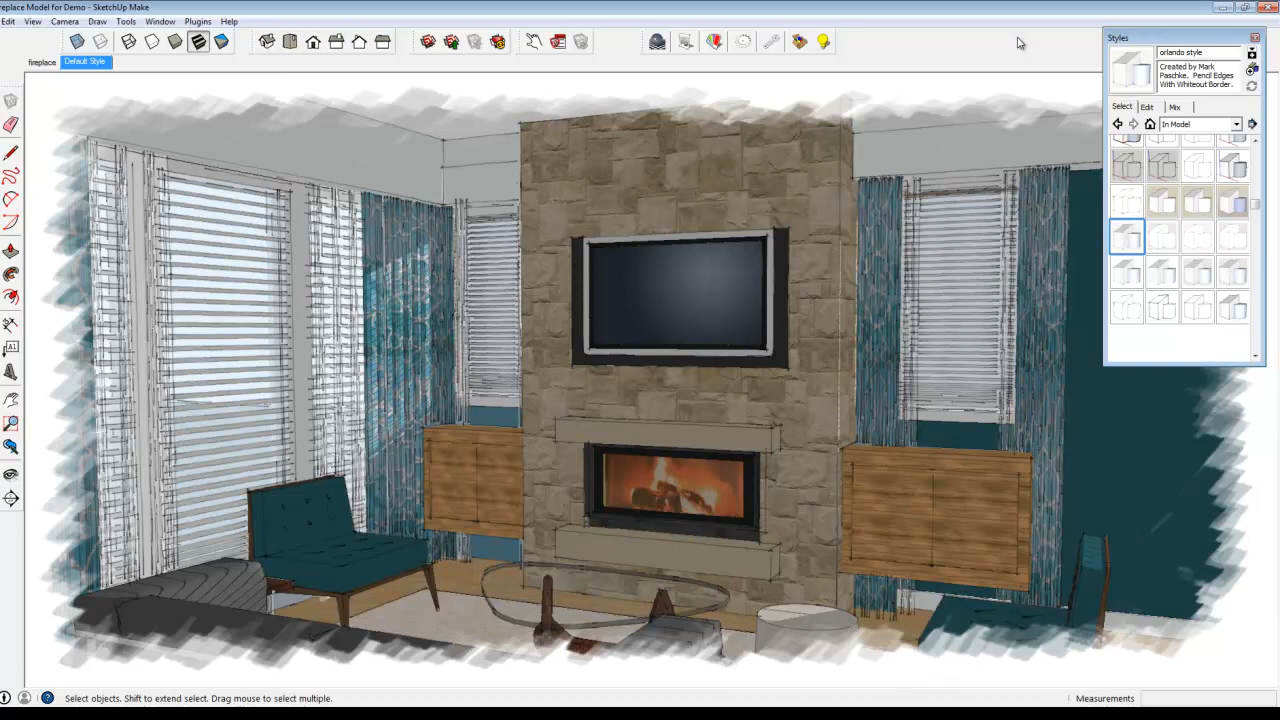 replace Model for Demo - SketchUp Make
Edit View Camera Draw Tools Window Plugins Help
fireplace Default Style
Styles
orlando style
Created by Mark
Paschke. Pencil Edges
With Whiteout Border.
Select Edit Mix
In Model
A1
Select objects. Shift to extend select. Drag mouse to select multiple.
Measurements